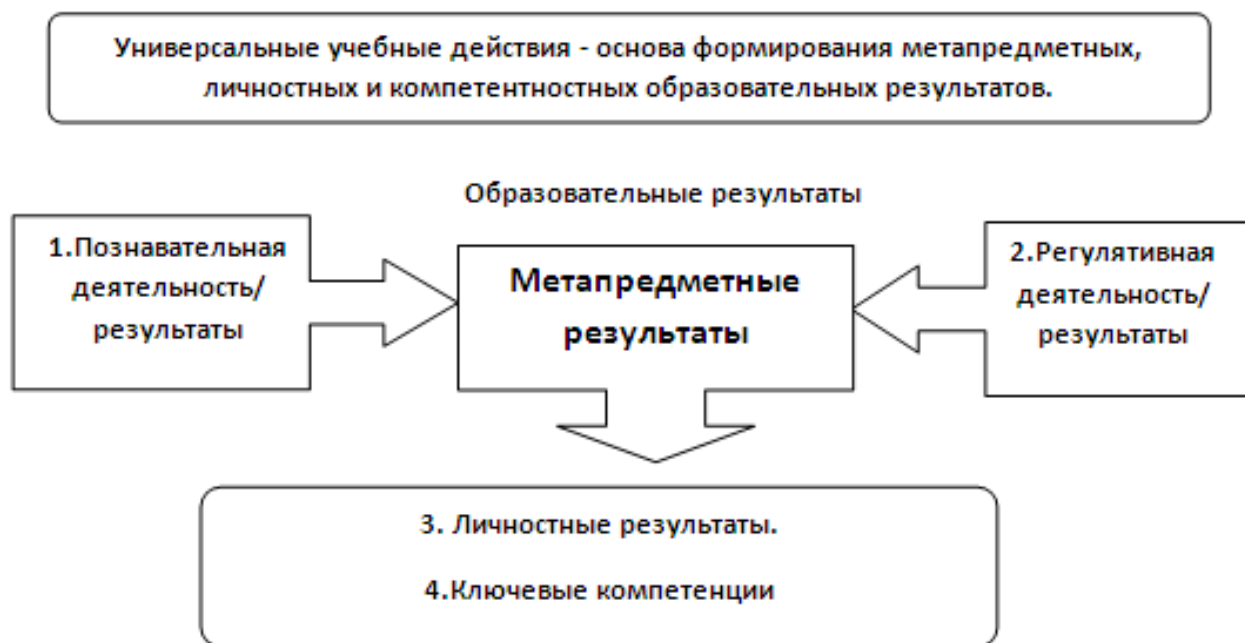 Универсальные учебные действия - основа формирования метапредметных,
личностных и компетентностных образовательных результатов.
Образовательные результаты
1.Познавательная
деятельность/
результаты
Метапредметные
результаты
2.Регулятивная
деятельность/
результаты
3. Личностные результаты.
4.Ключевые компетенции